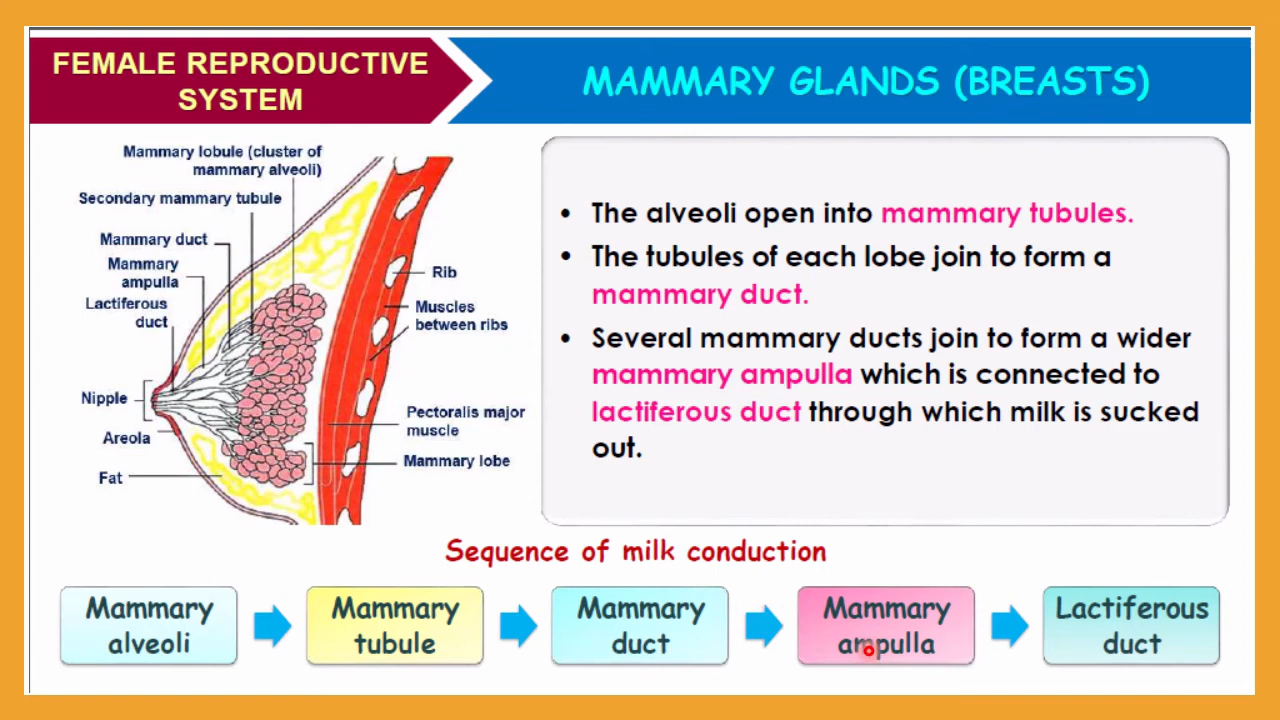 FEMALE REPRODUCTIVE
SYSTEM
MAMMARY GLANDS (BREASTS)
Mammary lobule (cluster of
mammary alveoli)
Secondary mammary tubule
Mammary duct
Mammary
ampulla
Lactiferous
duct
Nipple
Areola
Fat
Rib
Muscles
between ribs
Pectoralis major
muscle
Mammary lobe
• The alveoli open into mammary tubules.
• The tubules of each lobe join to form a
mammary duct.
• Several mammary ducts join to form a wider
mammary ampulla which is connected to
lactiferous duct through which milk is sucked
out.
Sequence of milk conduction
Mammary
alveoli
Mammary
tubule
Mammary
duct
Mammary
ampulla
Lactiferous
duct